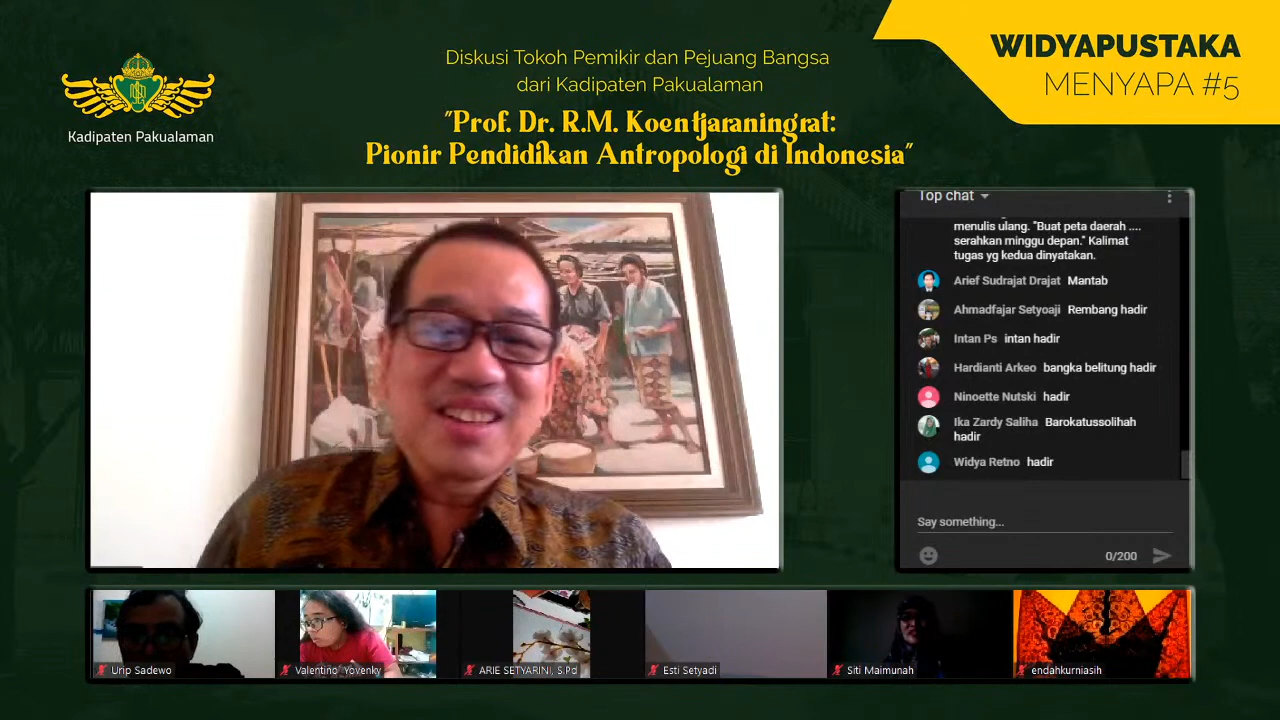 WIDYAPUSTAKA
MENYAPA #5
Diskusi Tokoh Pemikir dan Pejuang Bangsa
dari Kadipaten Pakualaman
"Prof. Dr. R.M. Koentjaraningrat:
Pionir Pendidikan Antropologi di Indonesia"
Kadipaten Pakualaman
Top chat
menulis ulang. "Buat peta daerah ....
serahkan minggu depan." Kalimat
tugas yg kedua dinyatakan.
Arief Sudrajat Drajat Mantab
Ahmadfajar Setyoaji Rembang hadir
Intan Ps intan hadir
Hardianti Arkeo bangka belitung hadir
Ninoette Nutski hadir
Ika Zardy Saliha Barokatussolihah
hadir
Widya Retno hadir
Say something...
0/200
Urip Sadewo
Valentino Yovenky
ARIE SETYARINI, S.Pd
Esti Setyadi
Siti Maimunah
endahkurniasih